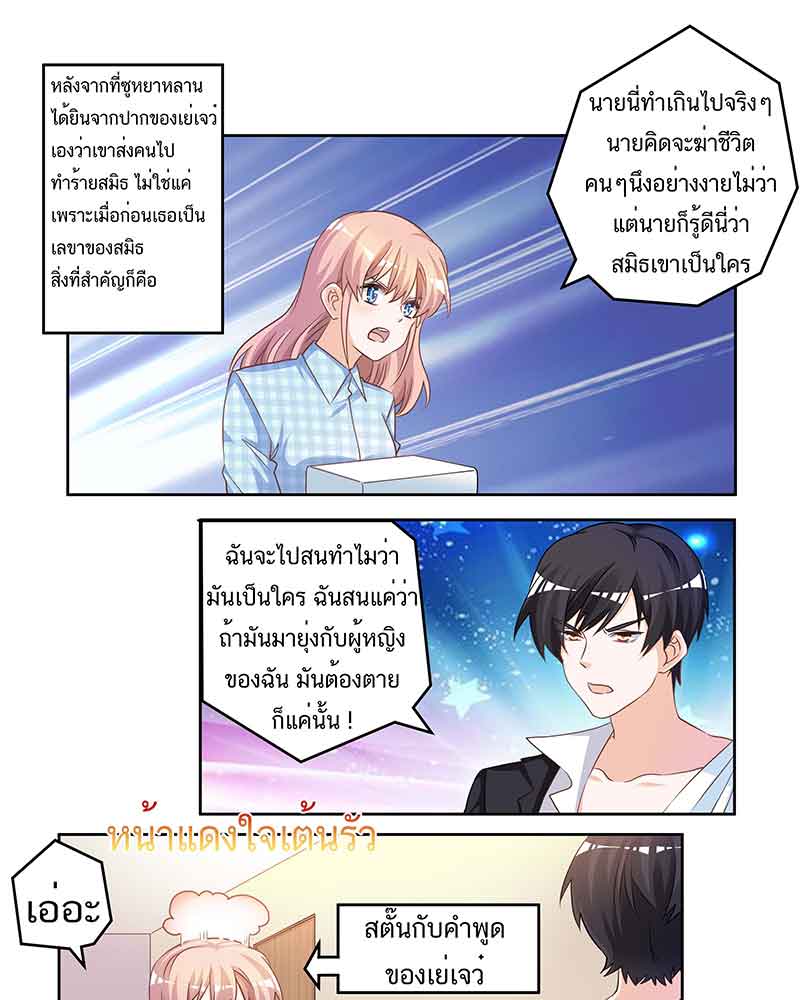 หลังจากที่ซูหยาหลาน
ได้ยินจากปากของเย่เจว๋
เองว่าเขาส่งคนไป
ทำร้ายสมิธ ไม่ใช่แค่
เพราะเมื่อก่อนเธอเป็น
เลขาของสมิธ
สิ่งที่สำคัญก็คือ
นายนี่ทำเกินไปจริงๆ
นายคิดจะฆ่าชีวิต
คนๆนึงอย่างงายไม่ว่า
แต่นายก็รู้ดีนี่ว่า
สมิธเขาเป็นใคร
ฉันจะไปสนทำไมว่า
มันเป็นใคร ฉันสนแค่ว่า
ถ้ามันมายุ่งกับผู้หญิง
ของฉัน มันต้องตาย
ก็แค่นั้น !
หน้าแดงใจเต้นรัว
เอ่อะ
สตั๊นกับคำพูด
ของเย่เจว๋